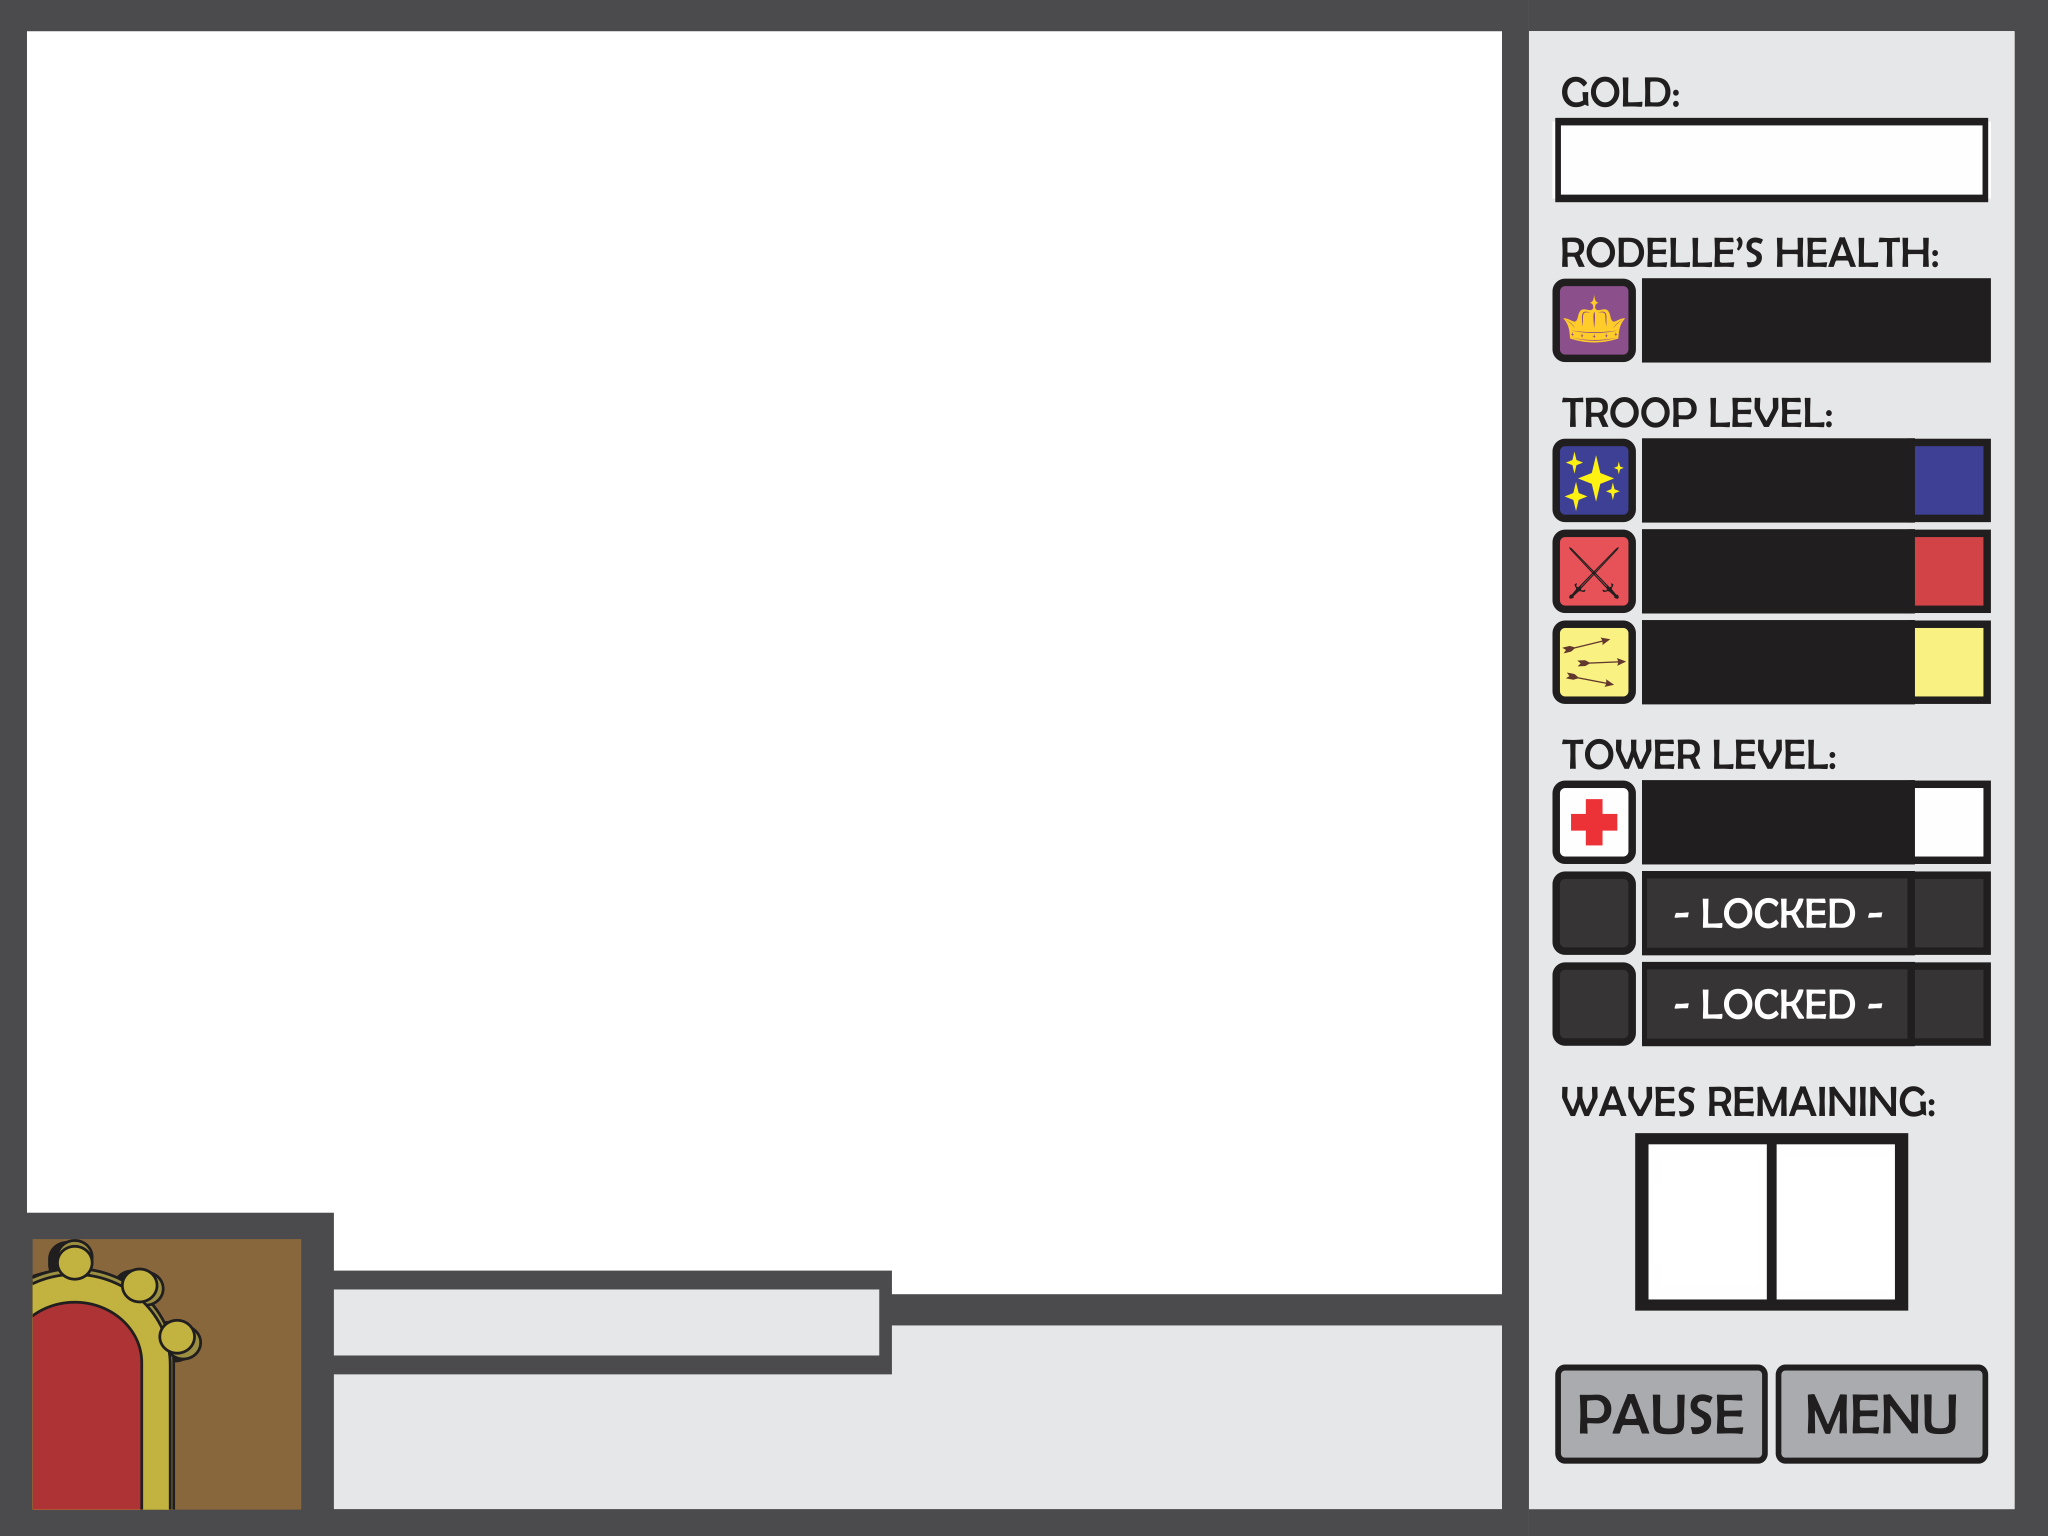 GOLD:
RODELLE’S HEALTH:
TROOP LEVEL:
TOWER LEVEL:
- LOCKED -
- LOCKED -
WAVES REMAINING:
PAUSE MENU